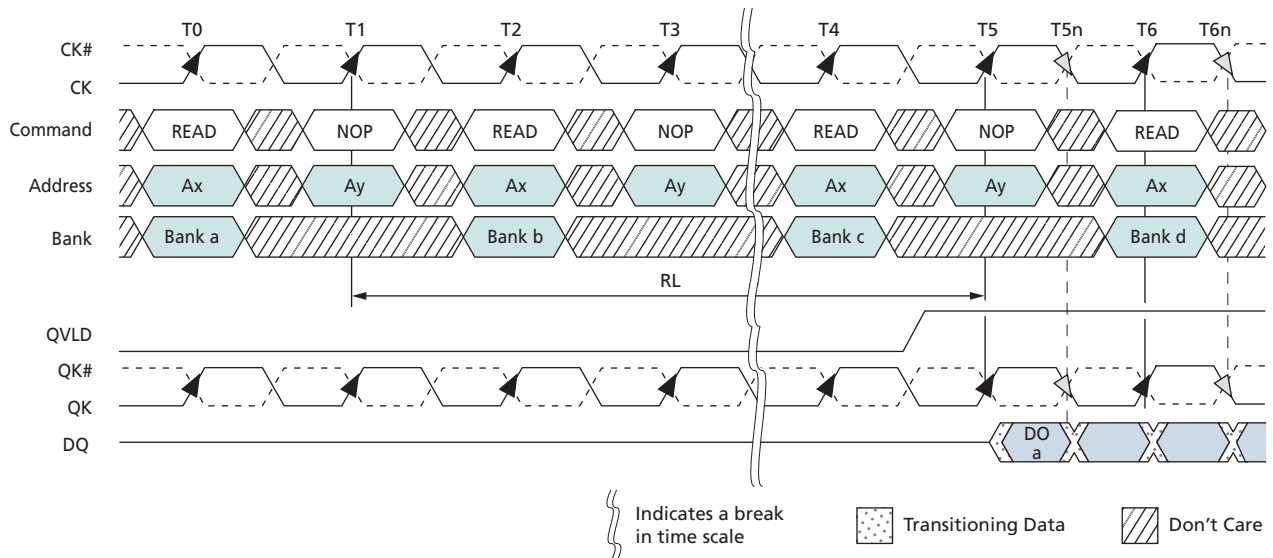 T0 T1 T2 T3 T4 T5 T5n T6 T6n
CK#
CK
Command READ NOP READ NOP READ NOP READ
Address Ax Ay Ax Ay Ax Ay Ax
Bank Bank a Bank b Bank c Bank d
RL
QVLD
QK#
QK
DQ DO
a
Indicates a break
in time scale
Transitioning Data
Don't Care